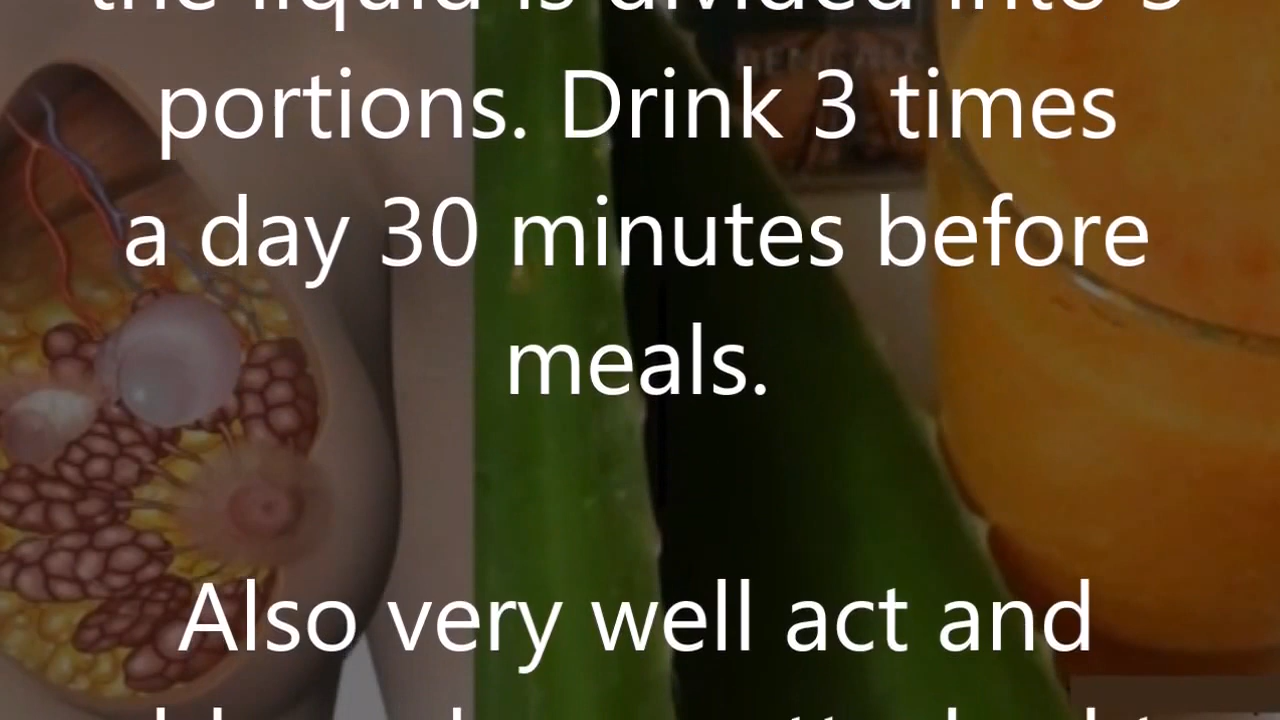 the liquid is divided into 3
portions. Drink 3 times
a day 30 minutes before
meals.
Also very well act and